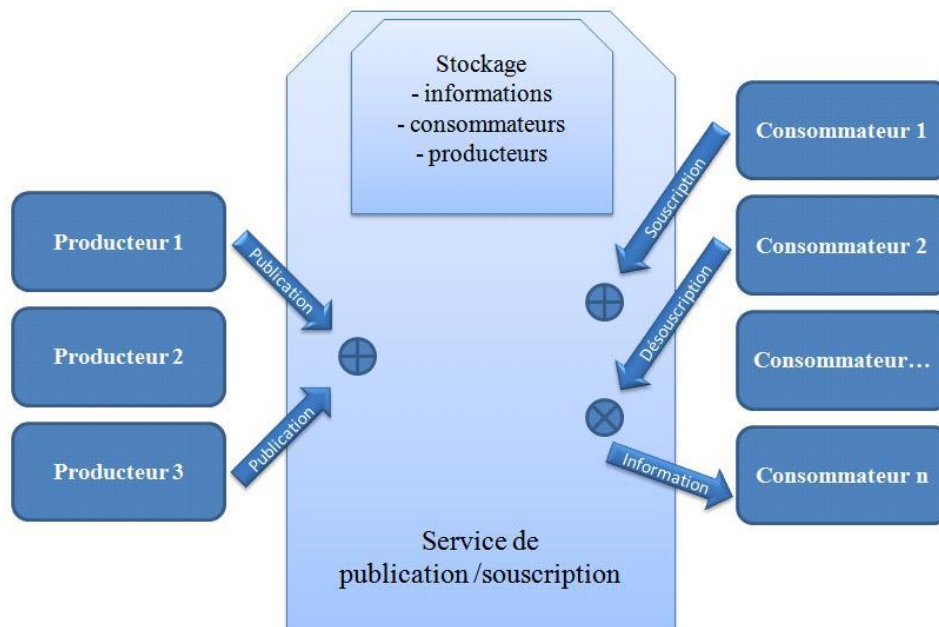 Stockage
- informations
- consommateurs
- producteurs
Producteur 1
Producteur 2
Producteur 3
Publication
Publication
Souscription
Désouscription
Information
Consommateur 1
Consommateur 2
Consommateur...
Consommateur n
Service de
publication /souscription